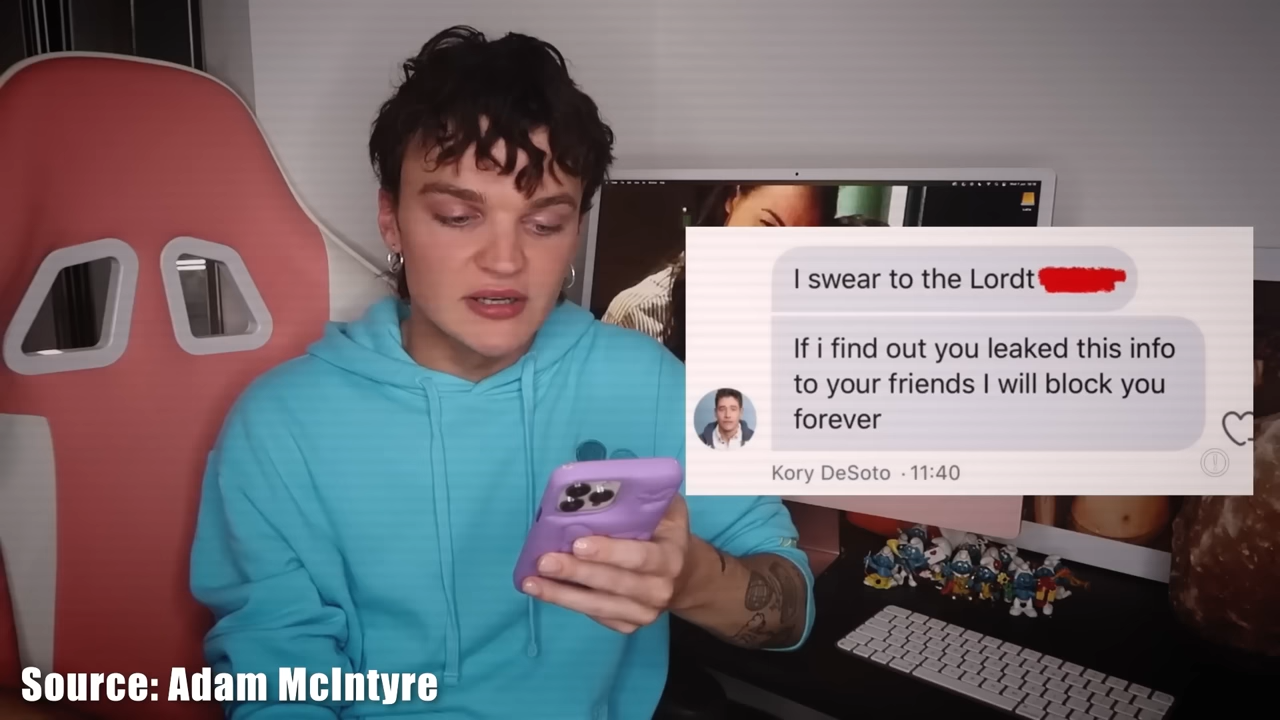 I swear to the Lordt
If i find out you leaked this info
to your friends I will block you
forever
Kory DeSoto · 11:40
Source: Adam McIntyre